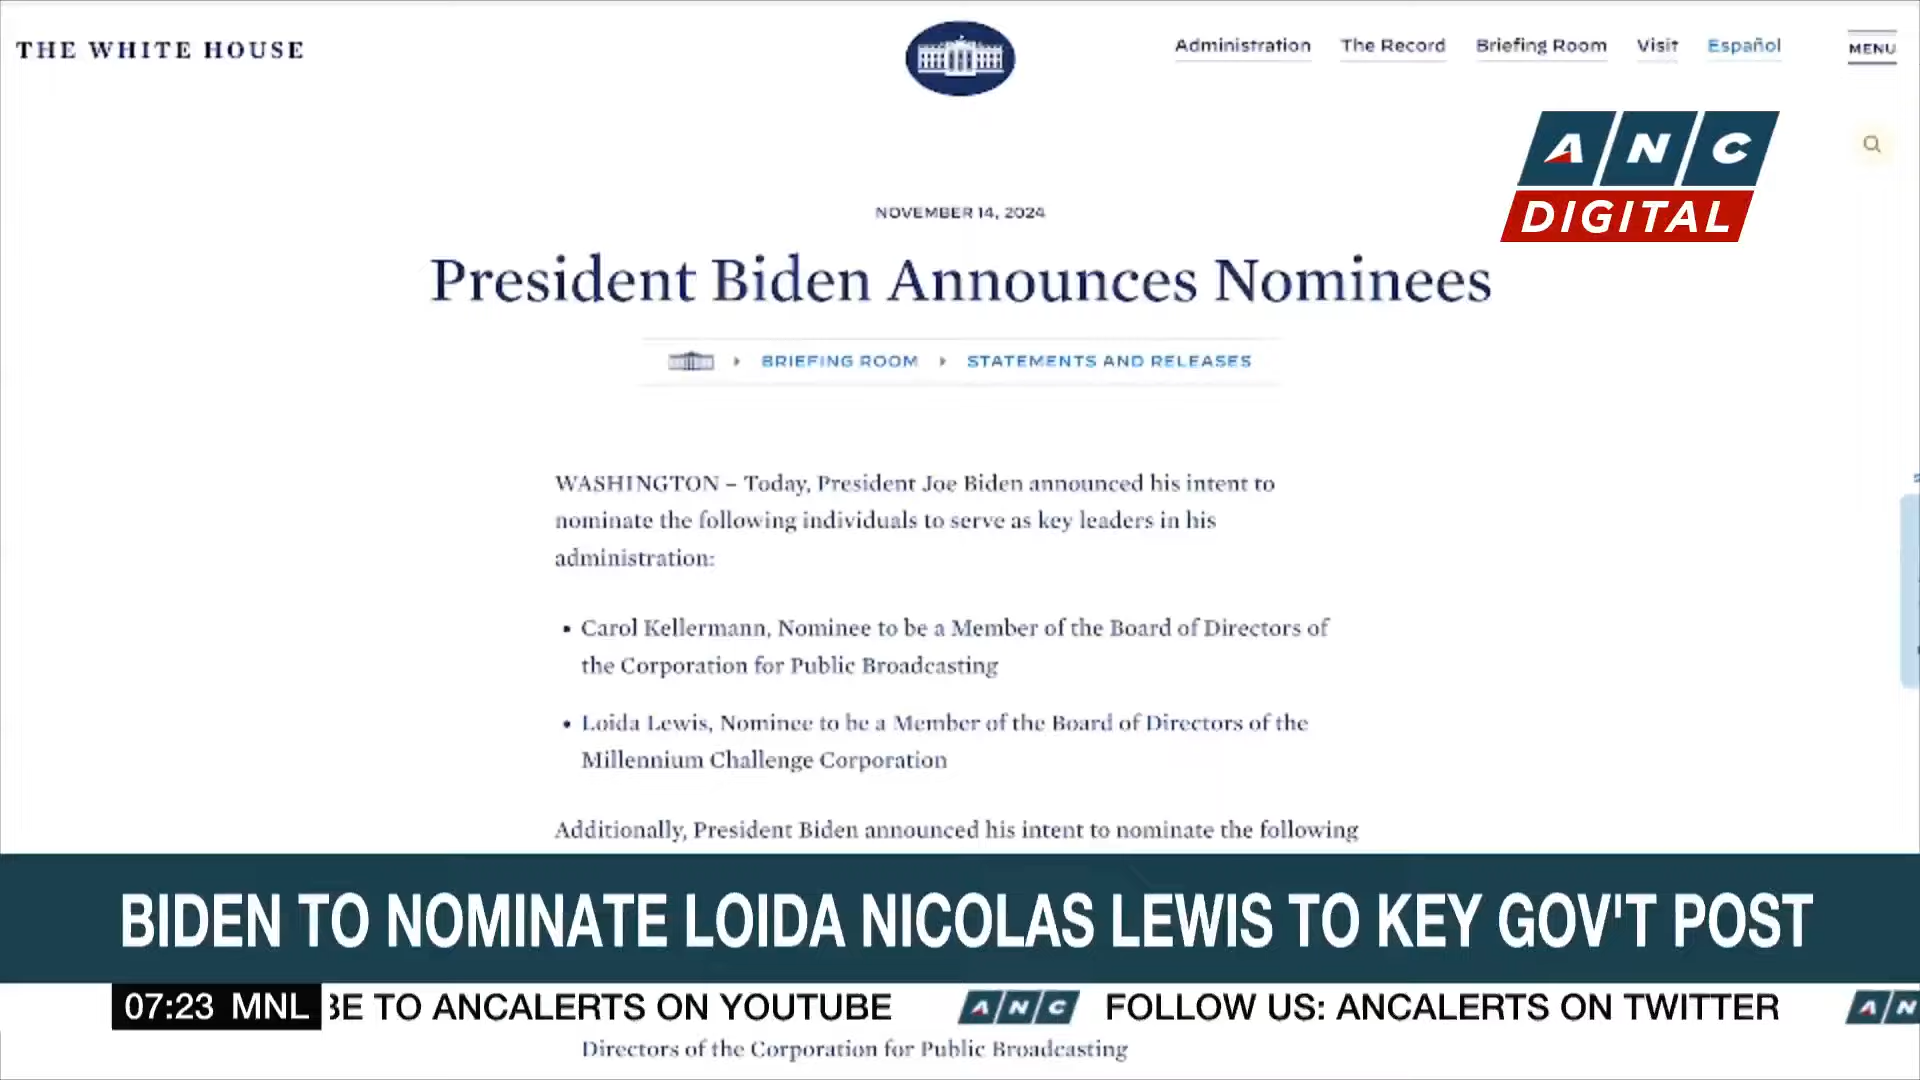 THE WHITE HOUSE
Administration The Record Briefing Room Visit Español MENU
ANC
DIGITAL
NOVEMBER 14, 2024
President Biden Announces Nominees
BRIEFING ROOM STATEMENTS AND RELEASES
WASHINGTON – Today, President Joe Biden announced his intent to
nominate the following individuals to serve as key leaders in his
administration:
• Carol Kellermann, Nominee to be a Member of the Board of Directors of
the Corporation for Public Broadcasting
• Loida Lewis, Nominee to be a Member of the Board of Directors of the
Millennium Challenge Corporation
Additionally, President Biden announced his intent to nominate the following
BIDEN TO NOMINATE LOIDA NICOLAS LEWIS TO KEY GOV'T POST
07:23 MNL BE TO ANCALERTS ON YOUTUBE ANC FOLLOW US: ANCALERTS ON TWITTER AN
Directors of the Corporation for Public Broadcasting